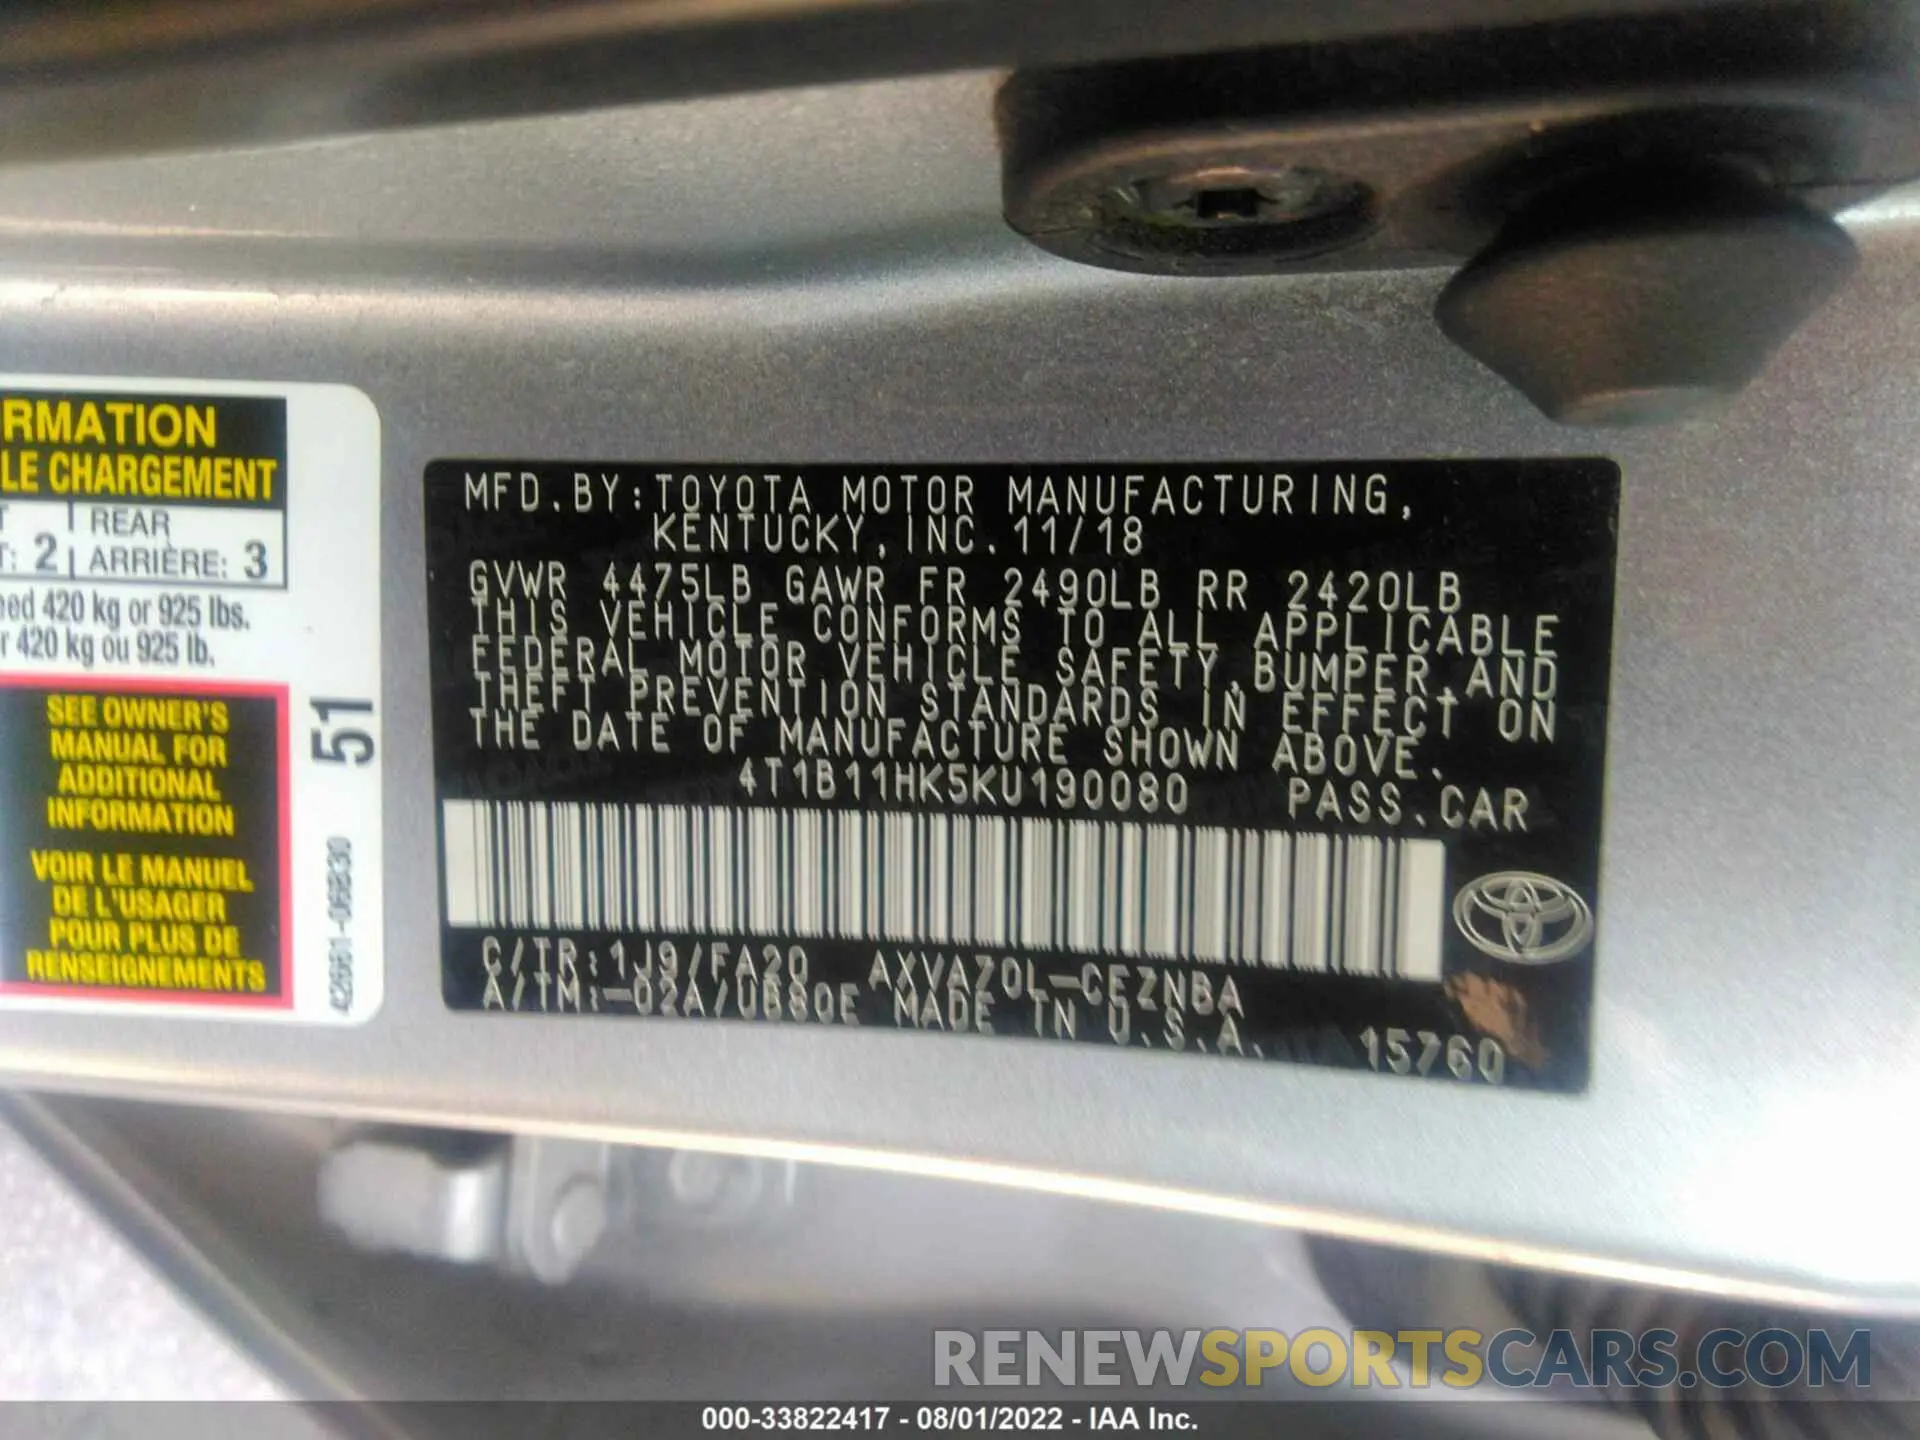 RMATION
LE CHARGEMENT
REAR
2 ARRIÈRE: 3
420 kg or 925 lbs.
r 420 kg ou 925 lb.
SEE OWNER'S
MANUAL FOR
ADDITIONAL
INFORMATION
VOIR LE MANUEL
DE L'USAGER
POUR PLUS DE
RENSEIGNEMENTS
51
42661-06B30
MFD.BY:TOYOTA MOTOR MANUFACTURING,
KENTUCKY,INC.11/18
GVWR 4475LB GAWR FR 2490LB RR 2420LB
THIS VEHICLE CONFORMS TO ALL APPLICABLE
FEDERAL MOTOR VEHICLE SAFETY,BUMPER,AND
THEFT PREVENTION STANDARDS IN EFFECT ON
THE DATE OF MANUFACTURE SHOWN ABOVE.
4T1B11HK5KU190080 PASS.CAR
C/TR:1J9/FA20 AXVA70L-CEZNBA
A/TM:-02A/UB80E MADE IN U.S.A.
15760
RENEWSPORTSCARS.COM
000-33822417 - 08/01/2022 - IAA Inc.